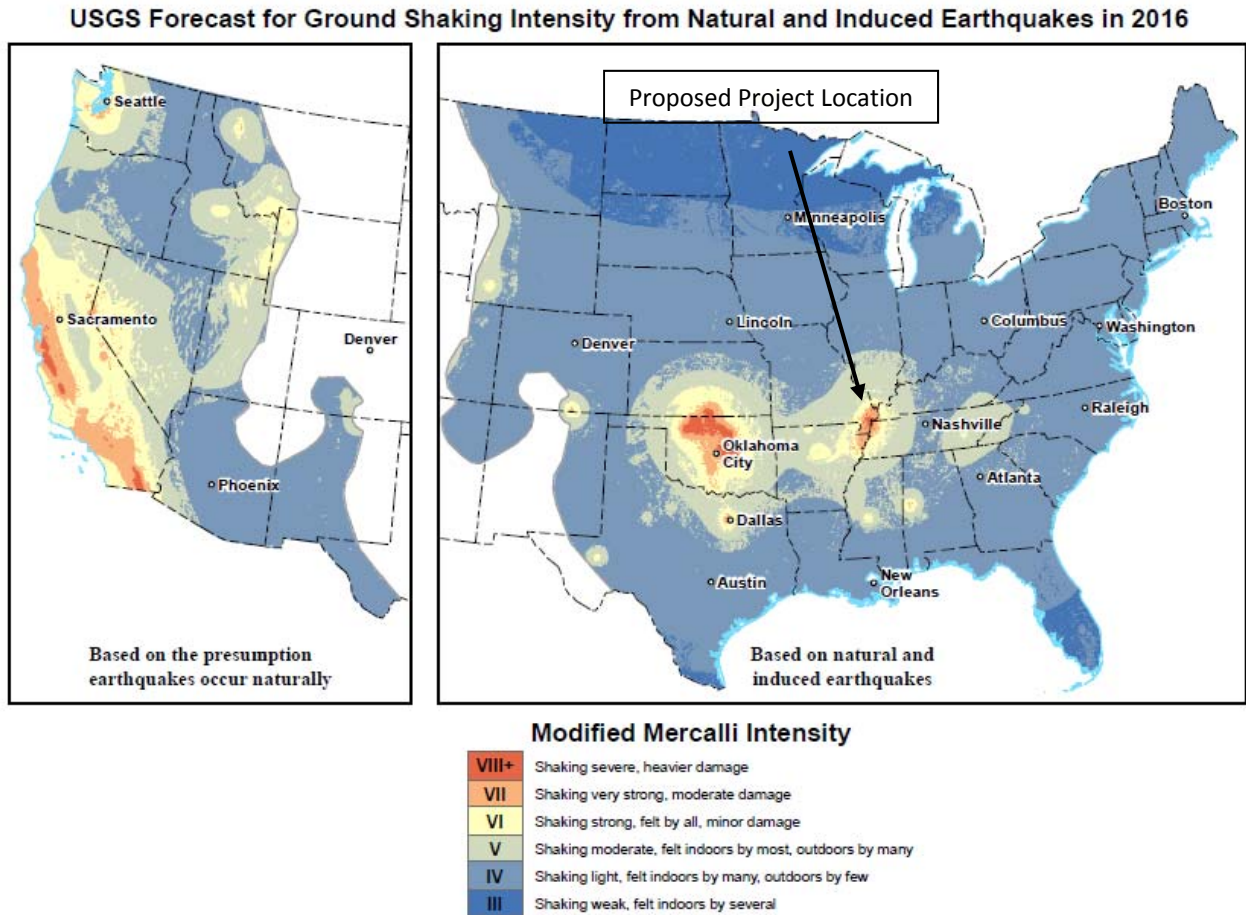 USGS Forecast for Ground Shaking Intensity from Natural and Induced Earthquakes in 2016
Seattle
Sacramento
Denver
Phoenix
Based on the presumption
earthquakes occur naturally
Proposed Project Location
Minneapolis
Boston
Lincoln
Columbus
Washington
Denver
Raleigh
Nashville
Oklahoma
City
Atlanta
Dallas
Austin
New
Orleans
Based on natural and
induced earthquakes
Modified Mercalli Intensity
VIII+ Shaking severe, heavier damage
VII Shaking very strong, moderate damage
VI Shaking strong, felt by all, minor damage
V Shaking moderate, felt indoors by most, outdoors by many
IV Shaking light, felt indoors by many, outdoors by few
III Shaking weak, felt indoors by several